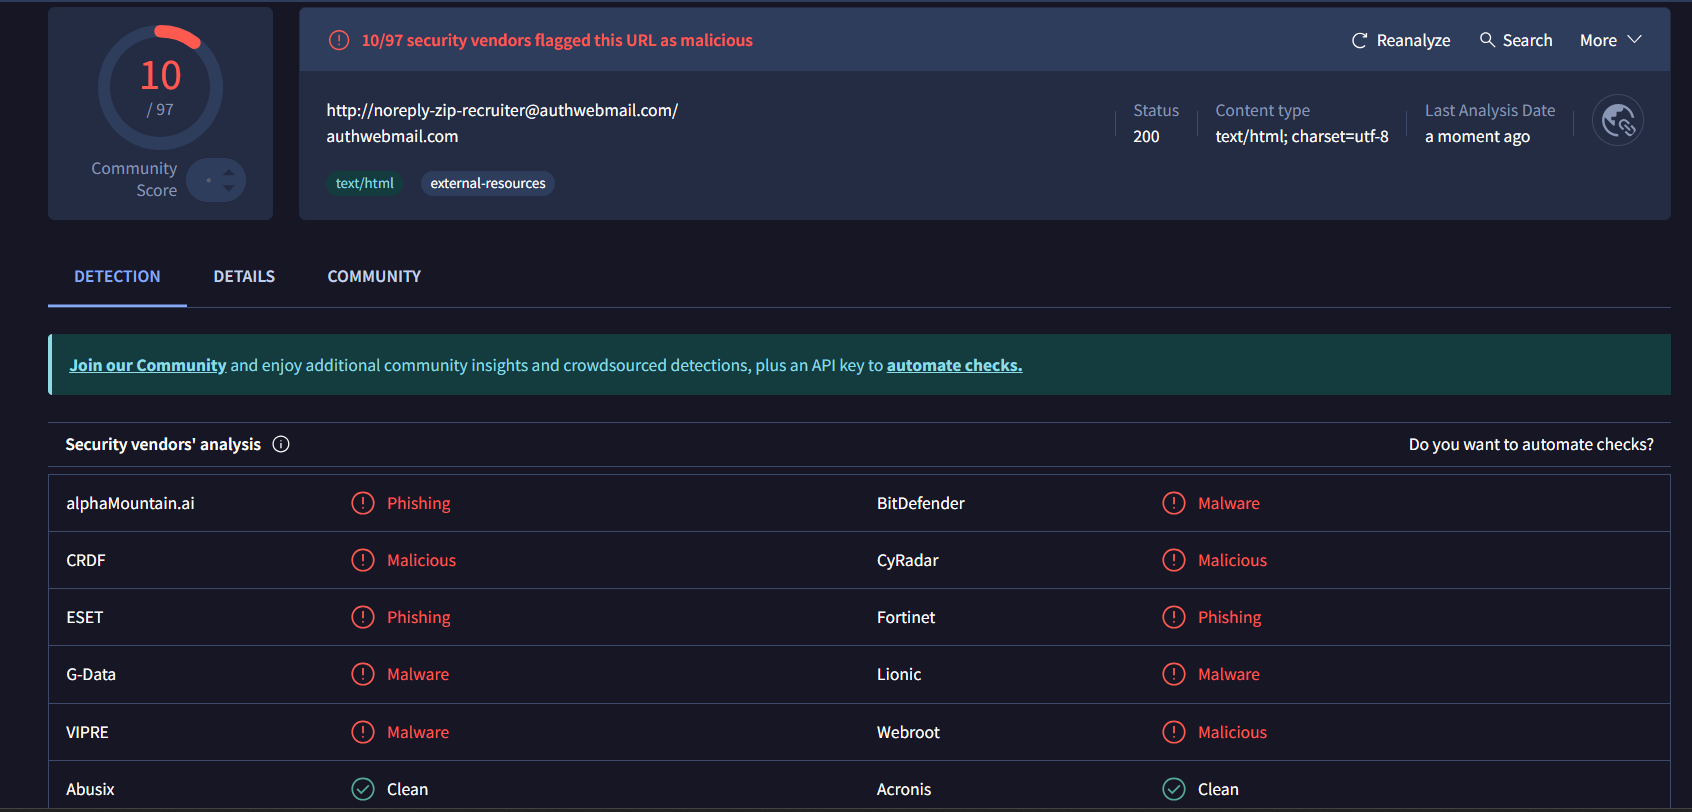 10
/ 97
Community
Score
10/97 security vendors flagged this URL as malicious
Reanalyze
Search
More
http://noreply-zip-recruiter@authwebmail.com/
authwebmail.com
text/html
external-resources
Status
200
Content type
text/html; charset=utf-8
Last Analysis Date
a moment ago
DETECTION
DETAILS
COMMUNITY
Join our Community and enjoy additional community insights and crowdsourced detections, plus an API key to automate checks.
Security vendors' analysis
Do you want to automate checks?
alphaMountain.ai Phishing BitDefender Malware
CRDF Malicious CyRadar Malicious
ESET Phishing Fortinet Phishing
G-Data Malware Lionic Malware
VIPRE Malware Webroot Malicious
Abusix Clean Acronis Clean